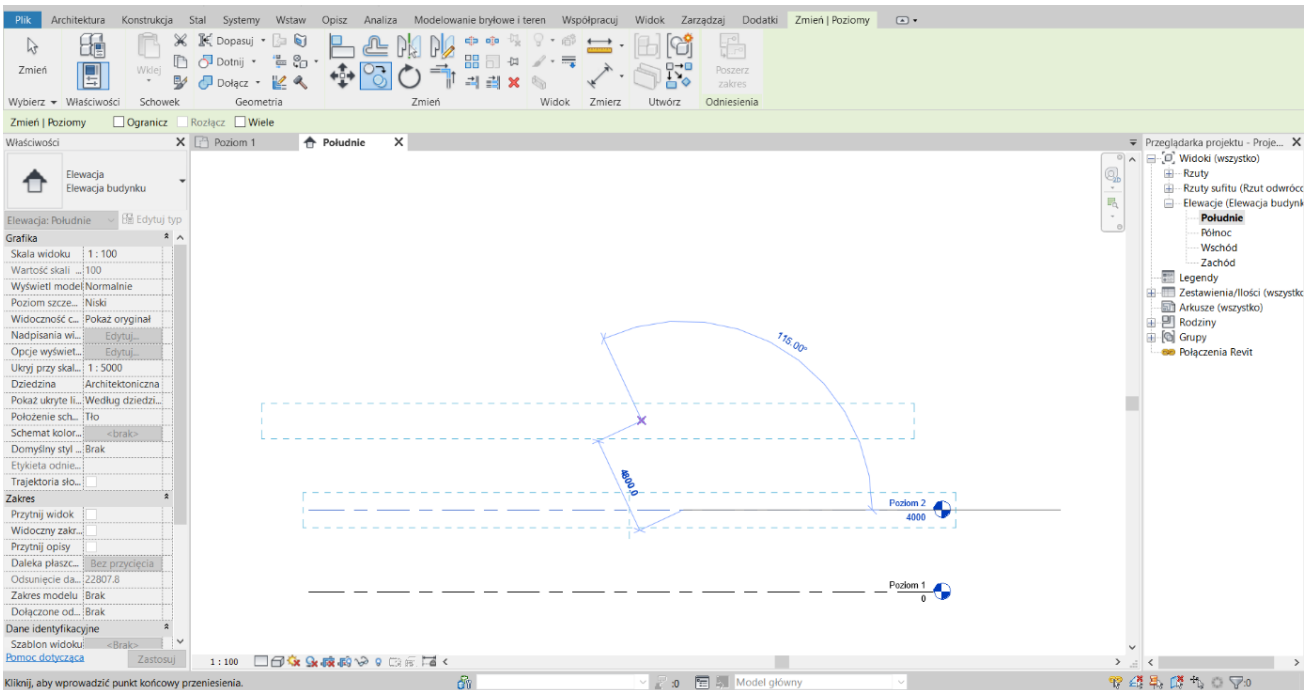 Plik Architektura Konstrukcja Stal Systemy Wstaw Opisz Analiza Modelowanie bryłowe i teren Współpracuj Widok Zarządzaj Dodatki Zmień | Poziomy
Zmień
Wklej
Dopasuj
Dotnij
Dołącz
Poszerz
zakres
Wybierz Właściwości Schowek Geometria Zmień Widok Zmierz Utwórz Odniesienia
Zmień | Poziomy Ogranicz Rozłącz Wiele
Właściwości X
Poziom 1
Południe X
Przeglądarka projektu - Proje... X
Elewacja
Elewacja budynku
Elewacja: Południe Edytuj typ
Grafika
Skala widoku 1 : 100
Wartość skali ... 100
Wyświetl model Normalnie
Poziom szcze... Niski
Widoczność c... Pokaż oryginał
Nadpisania wi... Edytuj...
Opcje wyświet... Edytuj...
Ukryj przy skal... 1 : 5000
Dziedzina Architektoniczna
Pokaż ukryte li... Według dziedzi...
Położenie sch... Tło
Schemat kolor... <brak>
Domyślny styl ... Brak
Etykieta odnie...
Trajektoria sło...
Zakres
Przytnij widok
Widoczny zakr...
Przytnij opisy
Daleka płaszc... Bez przycięcia
Odsunięcie da... 22807.8
Zakres modelu Brak
Dołączone od... Brak
Dane identyfikacyjne
Szablon widoku <Brak>
Pomoc dotycząca Zastosuj
115.00°
4800,0
Poziom 2
4000
Poziom 1
0
Widoki (wszystko)
Rzuty
Rzuty sufitu (Rzut odwróco
Elewacje (Elewacja budynk
Południe
Północ
Wschód
Zachód
Legendy
Zestawienia/Ilości (wszystko
Arkusze (wszystko)
Rodziny
Grupy
Połączenia Revit
1 : 100
Kliknij, aby wprowadzić punkt końcowy przeniesienia.
:0
Model główny
:0